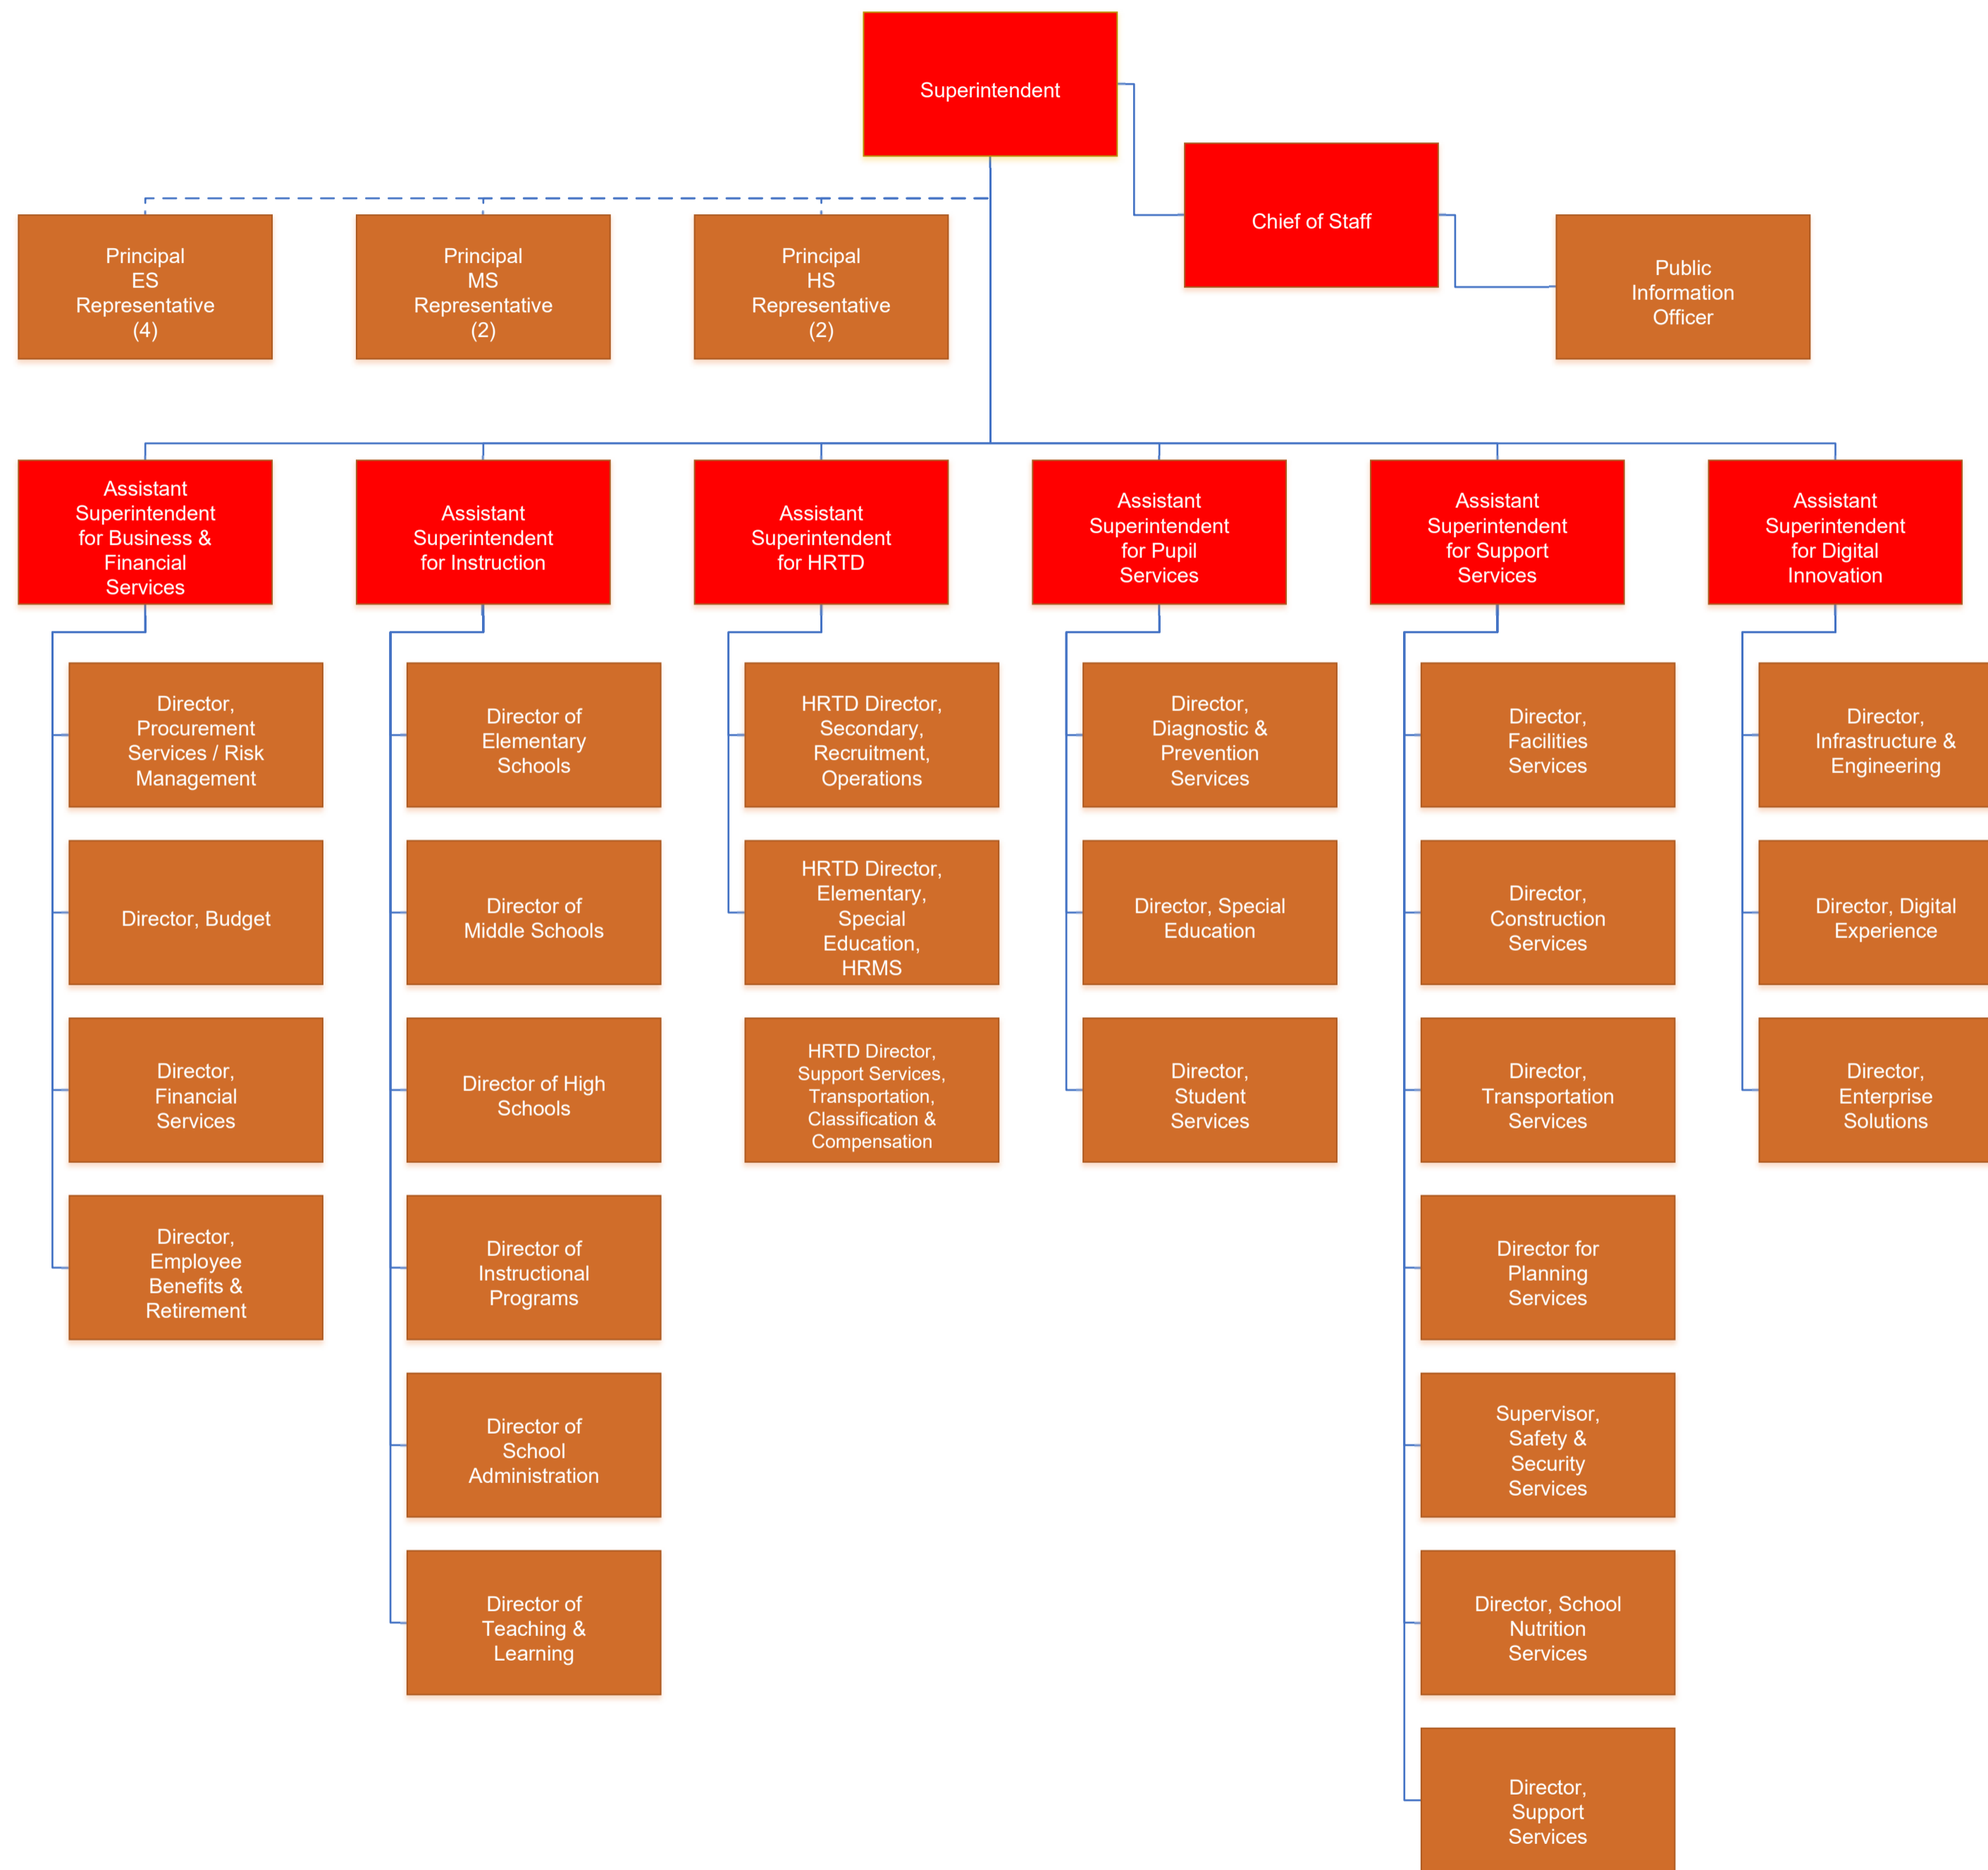 Superintendent
Chief of Staff
Principal
ES
Representative
(4)
Principal
MS
Representative
(2)
Principal
HS
Representative
(2)
Public
Information
Officer
Assistant
Superintendent
for Business &
Financial
Services
Assistant
Superintendent
for Instruction
Assistant
Superintendent
for HRTD
Assistant
Superintendent
for Pupil
Services
Assistant
Superintendent
for Support
Services
Assistant
Superintendent
for Digital
Innovation
Director,
Procurement
Services / Risk
Management
Director of
Elementary
Schools
HRTD Director,
Secondary,
Recruitment,
Operations
Director,
Diagnostic &
Prevention
Services
Director,
Facilities
Services
Director,
Infrastructure &
Engineering
Director, Budget
Director of
Middle Schools
HRTD Director,
Elementary,
Special
Education,
HRMS
Director, Special
Education
Director,
Construction
Services
Director, Digital
Experience
Director,
Financial
Services
Director of High
Schools
HRTD Director,
Support Services,
Transportation,
Classification &
Compensation
Director,
Student
Services
Director,
Transportation
Services
Director,
Enterprise
Solutions
Director,
Employee
Benefits &
Retirement
Director of
Instructional
Programs
Director for
Planning
Services
Director of
School
Administration
Supervisor,
Safety &
Security
Services
Director of
Teaching &
Learning
Director, School
Nutrition
Services
Director,
Support
Services